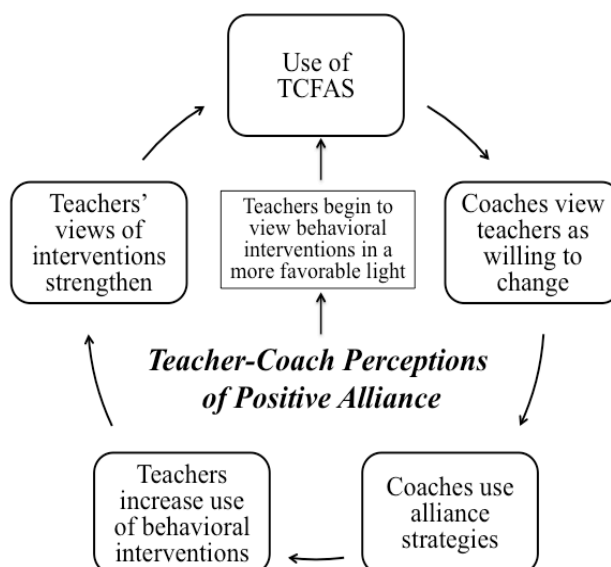 Use of
TCFAS
Teachers'
views of
interventions
strengthen
Teachers begin to
view behavioral
interventions in a
more favorable light
Coaches view
teachers as
willing to
change
Teacher-Coach Perceptions
of Positive Alliance
Teachers
increase use
of behavioral
interventions
Coaches use
alliance
strategies